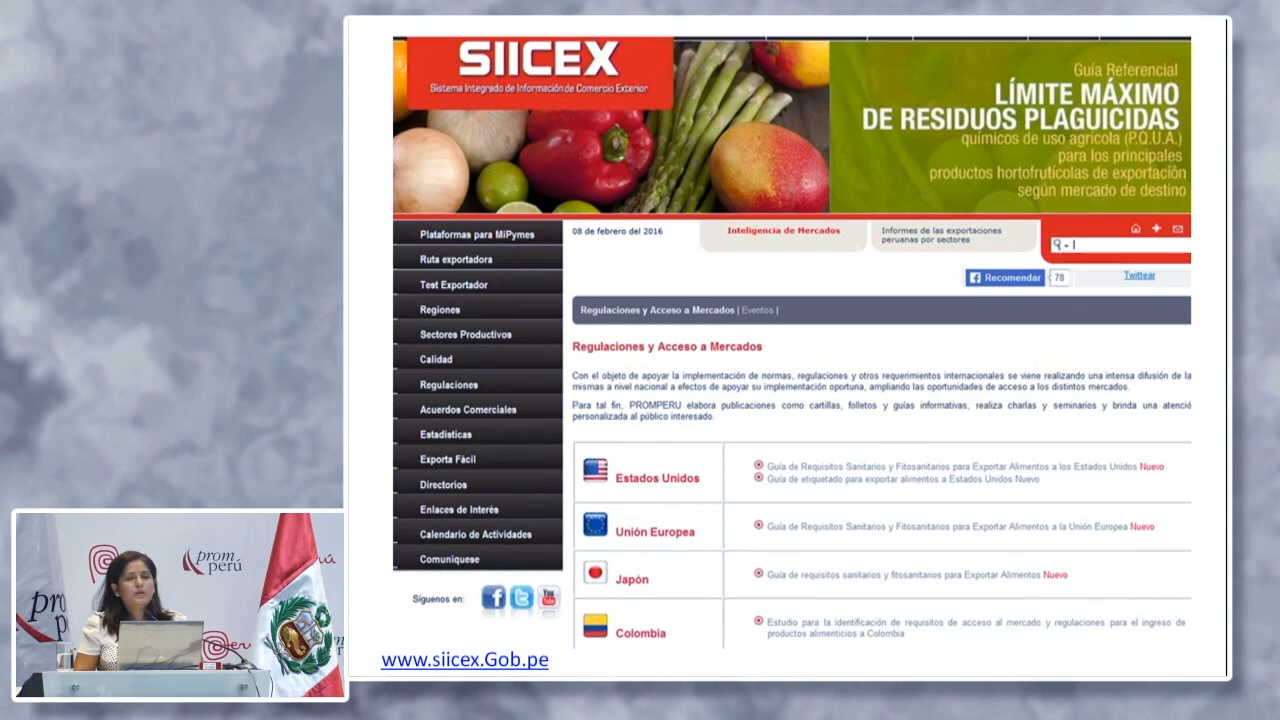 SIICEX
Sistema Integrado de Información de Comercio Exterior
Guía Referencial
LÍMITE MÁXIMO
DE RESIDUOS PLAGUICIDAS
químicos de uso agrícola (P.Q.U.A.)
para los principales
productos hortofrutícolas de exportación
según mercado de destino
Plataformas para MiPymes
Ruta exportadora
Test Exportador
Regiones
Sectores Productivos
Calidad
Regulaciones
Acuerdos Comerciales
Estadísticas
Exporta Fácil
Directorios
Enlaces de Interés
Calendario de Actividades
Comuníquese
Síguenos en:
You
08 de febrero del 2016
Inteligencia de Mercados
Informes de las exportaciones
peruanas por sectores
Recomendar 78
Twittear
Regulaciones y Acceso a Mercados | Eventos |
Regulaciones y Acceso a Mercados
Con el objeto de apoyar la implementación de normas, regulaciones y otros requerimientos internacionales se viene realizando una intensa difusión de la
mismas a nivel nacional a efectos de apoyar su implementación oportuna, ampliando las oportunidades de acceso a los distintos mercados.
Para tal fin, PROMPERU elabora publicaciones como cartillas, folletos y guías informativas, realiza charlas y seminarios y brinda una atenció
personalizada al público interesado.
Estados Unidos
Guía de Requisitos Sanitarios y Fitosanitarios para Exportar Alimentos a los Estados Unidos Nuevo
Guía de etiquetado para exportar alimentos a Estados Unidos Nuevo
Unión Europea
Guía de Requisitos Sanitarios y Fitosanitarios para Exportar Alimentos a la Unión Europea Nuevo
Japón
Guía de requisitos sanitarios y fitosanitarios para Exportar Alimentos Nuevo
Colombia
Estudio para la identificación de requisitos de acceso al mercado y regulaciones para el ingreso de
productos alimenticios a Colombia
www.siicex.Gob.pe
prom
perú